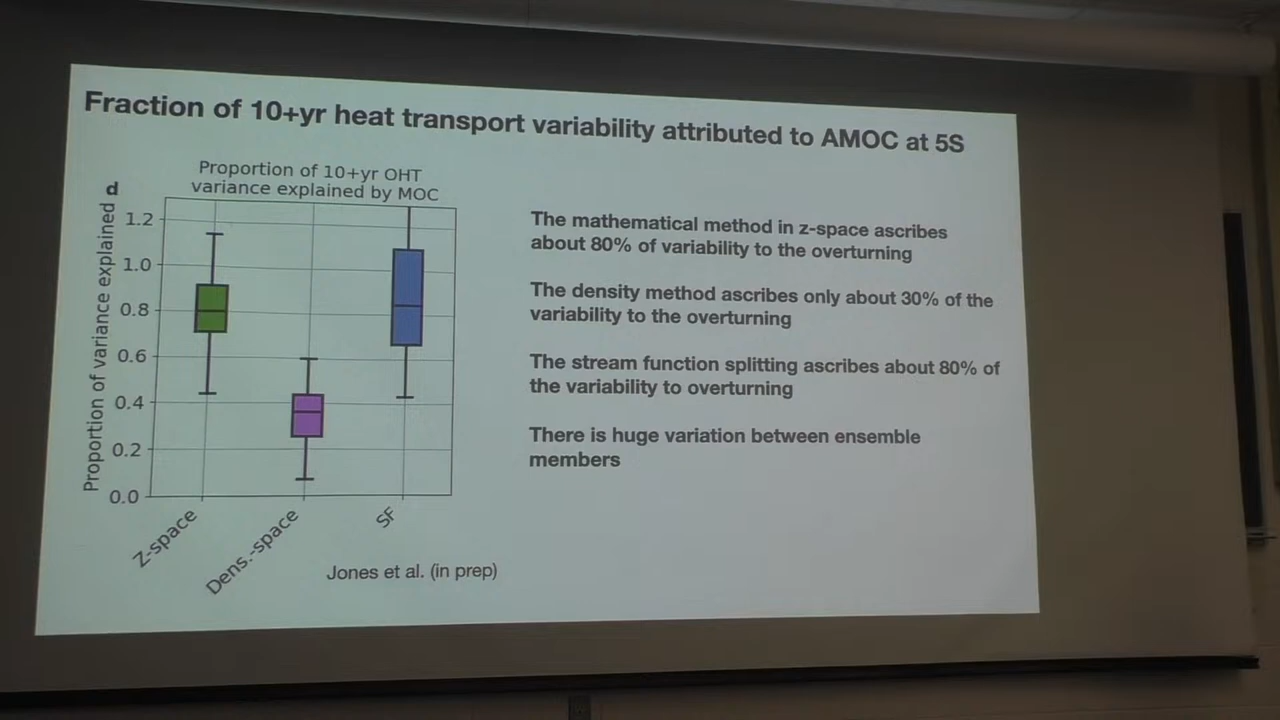 Fraction of 10+yr heat transport variability attributed to AMOC at 5S
Proportion of 10+yr OHT
variance explained by MOC
d
Proportion of variance explained
1.2
1.0
0.8
0.6
0.4
0.2
0.0
Z-space
Dens.-space
SF
Jones et al. (in prep)
The mathematical method in z-space ascribes
about 80% of variability to the overturning
The density method ascribes only about 30% of the
variability to the overturning
The stream function splitting ascribes about 80% of
the variability to overturning
There is huge variation between ensemble
members